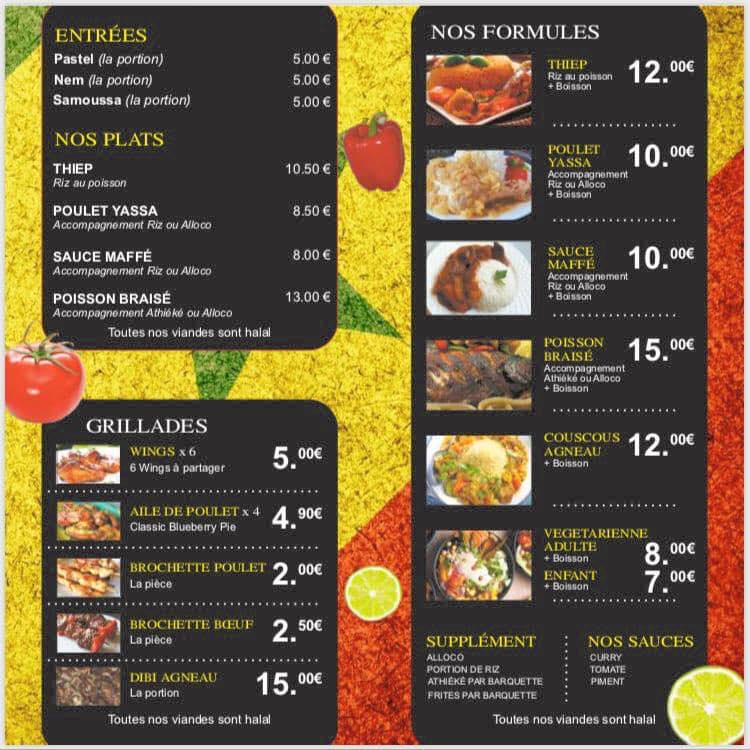 ENTRÉES
Pastel (la portion) 5.00 €
Nem (la portion) 5.00 €
Samoussa (la portion) 5.00 €
NOS PLATS
THIEP 10.50 €
Riz au poisson
POULET YASSA 8.50 €
Accompagnement Riz ou Alloco
SAUCE MAFFÉ 8.00 €
Accompagnement Riz ou Alloco
POISSON BRAISÉ 13.00 €
Accompagnement Athiéké ou Alloco
Toutes nos viandes sont halal
GRILLADES
WINGS x 6 5.00€
6 Wings à partager
AILE DE POULET x 4 4.90€
Classic Blueberry Pie
BROCHETTE POULET 2.00€
La pièce
BROCHETTE BŒUF 2.50€
La pièce
DIBI AGNEAU 15.00€
La portion
Toutes nos viandes sont halal
NOS FORMULES
THIEP 12.00€
Riz au poisson
+ Boisson
POULET
YASSA 10.00€
Accompagnement
Riz ou Alloco
+ Boisson
SAUCE
MAFFÉ 10.00€
Accompagnement
Riz ou Alloco
+ Boisson
POISSON
BRAISÉ 15.00€
Accompagnement
Athiéké ou Alloco
+ Boisson
COUSCOUS
AGNEAU 12.00€
+ Boisson
VEGETARIENNE
ADULTE 8.00€
+ Boisson
ENFANT 7.00€
+ Boisson
SUPPLÉMENT
ALLOCO
PORTION DE RIZ
ATHIÉKÉ PAR BARQUETTE
FRITES PAR BARQUETTE
NOS SAUCES
CURRY
TOMATE
PIMENT
Toutes nos viandes sont halal